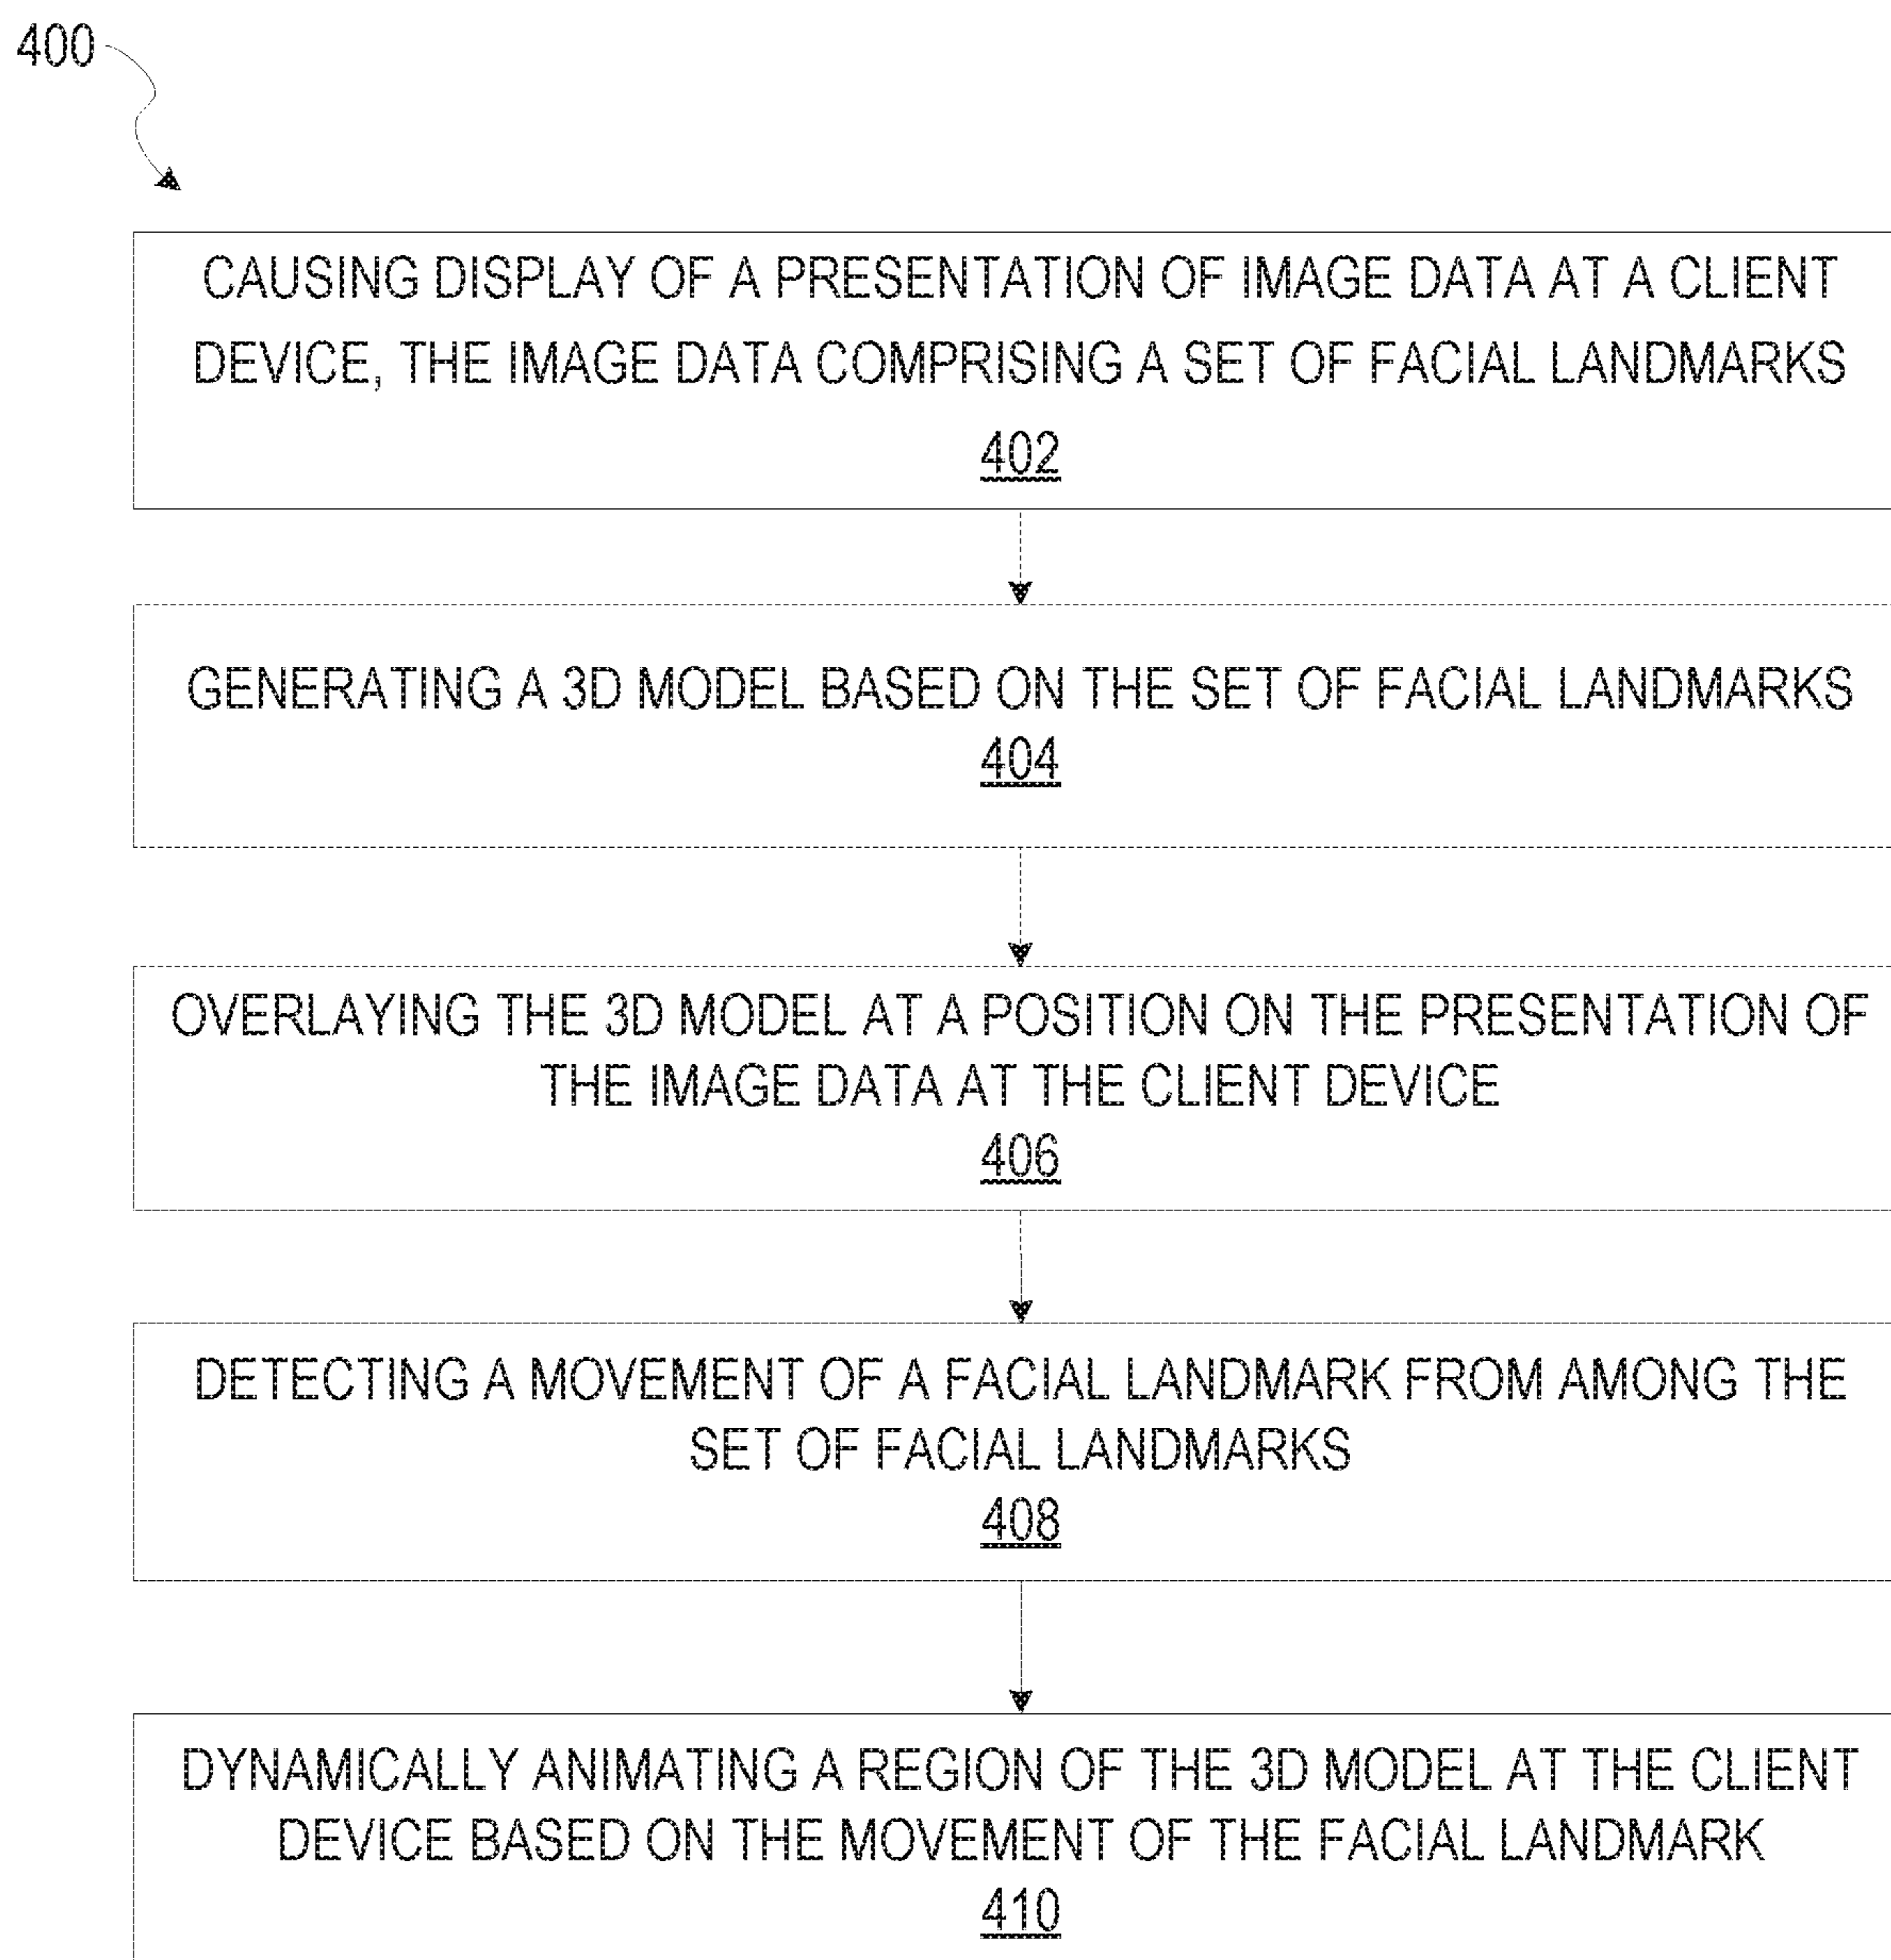 400
CAUSING DISPLAY OF A PRESENTATION OF IMAGE DATA AT A CLIENT
DEVICE, THE IMAGE DATA COMPRISING A SET OF FACIAL LANDMARKS
402
GENERATING A 3D MODEL BASED ON THE SET OF FACIAL LANDMARKS
404
OVERLAYING THE 3D MODEL AT A POSITION ON THE PRESENTATION OF
THE IMAGE DATA AT THE CLIENT DEVICE
406
DETECTING A MOVEMENT OF A FACIAL LANDMARK FROM AMONG THE
SET OF FACIAL LANDMARKS
408
DYNAMICALLY ANIMATING A REGION OF THE 3D MODEL AT THE CLIENT
DEVICE BASED ON THE MOVEMENT OF THE FACIAL LANDMARK
410